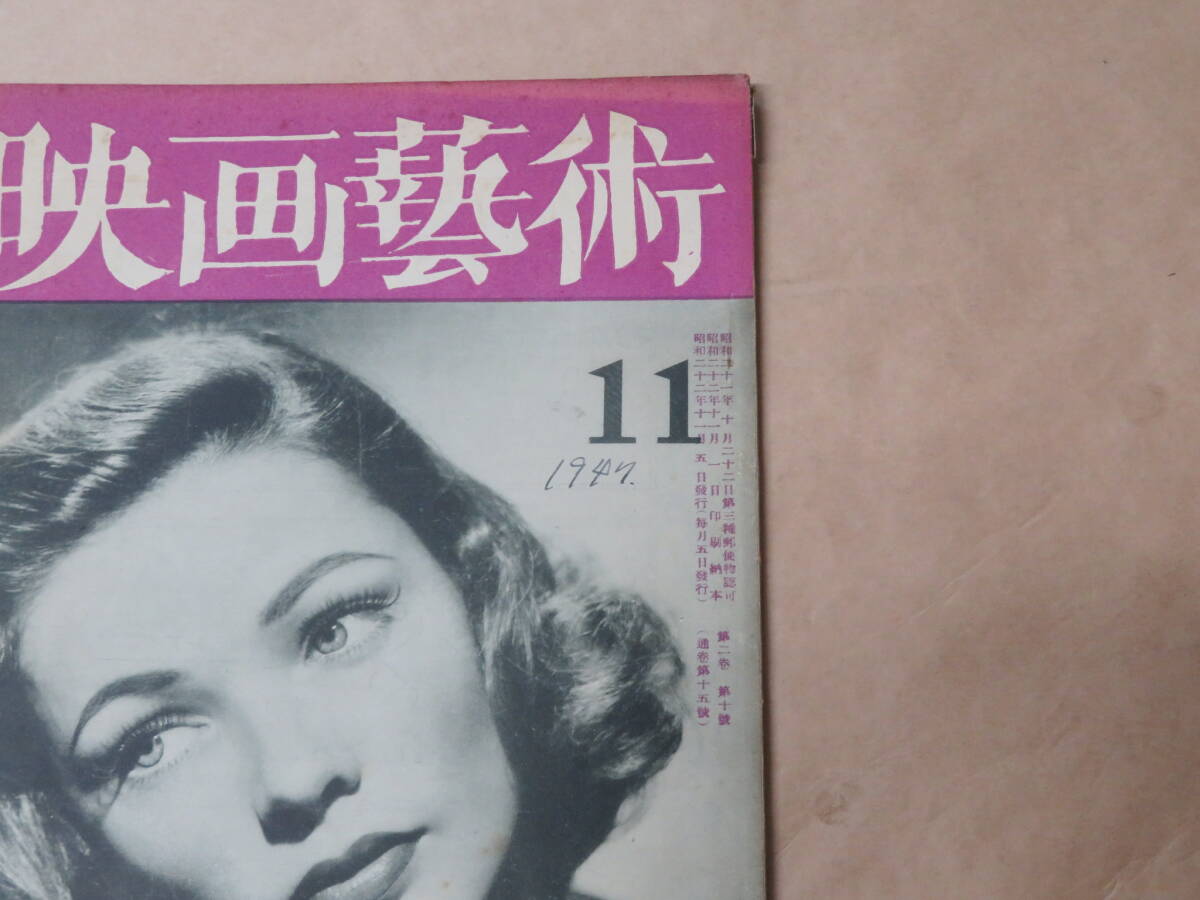 映画藝術
11
1947.
昭和二十一年十月二十二日第三種郵便物認可
昭和二十二年十一月一日印刷納本
昭和二十二年十一月五日發行(毎月五日發行)
第二巻 第十號
(通巻第十五號)